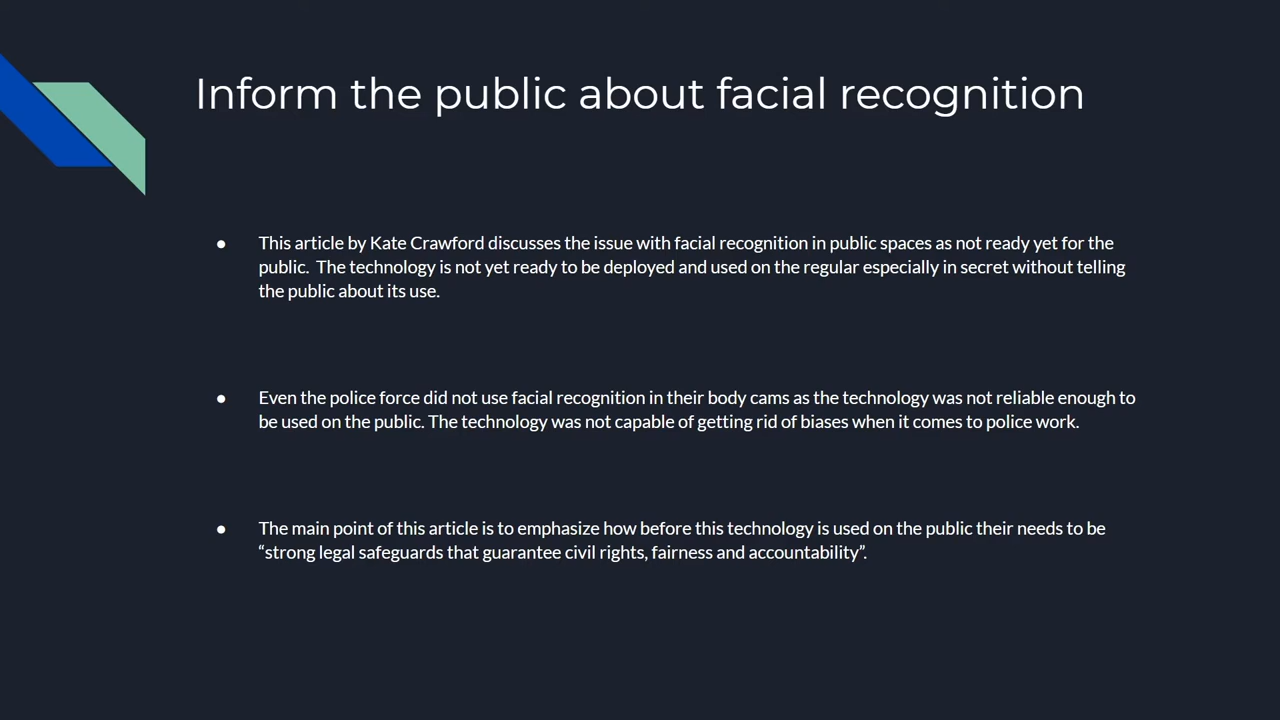 Inform the public about facial recognition
● This article by Kate Crawford discusses the issue with facial recognition in public spaces as not ready yet for the
public.  The technology is not yet ready to be deployed and used on the regular especially in secret without telling
the public about its use.
● Even the police force did not use facial recognition in their body cams as the technology was not reliable enough to
be used on the public. The technology was not capable of getting rid of biases when it comes to police work.
● The main point of this article is to emphasize how before this technology is used on the public their needs to be
“strong legal safeguards that guarantee civil rights, fairness and accountability”.